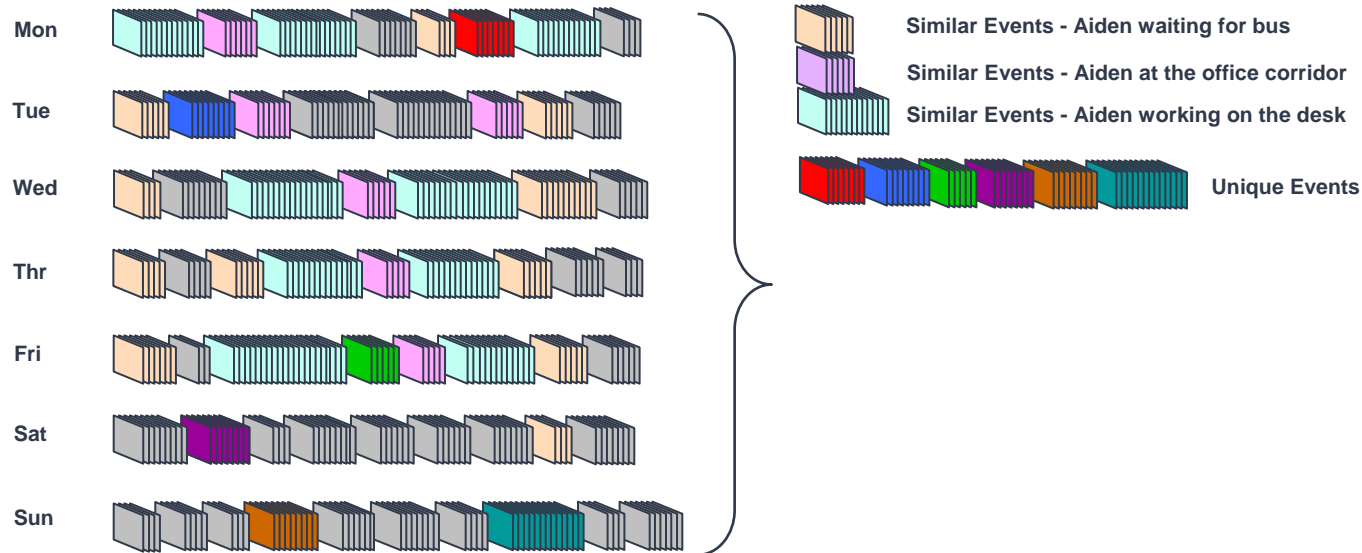 Mon
Tue
Wed
Thr
Fri
Sat
Sun
Similar Events - Aiden waiting for bus
Similar Events - Aiden at the office corridor
Similar Events - Aiden working on the desk
Unique Events